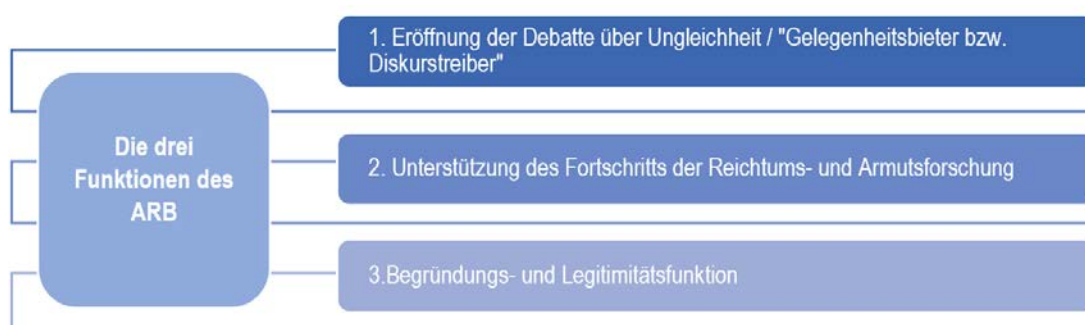 1. Eröffnung der Debatte über Ungleichheit / "Gelegenheitsbieter bzw.
Diskurstreiber"
Die drei
Funktionen des
ARB
2. Unterstützung des Fortschritts der Reichtums- und Armutsforschung
3.Begründungs- und Legitimitätsfunktion